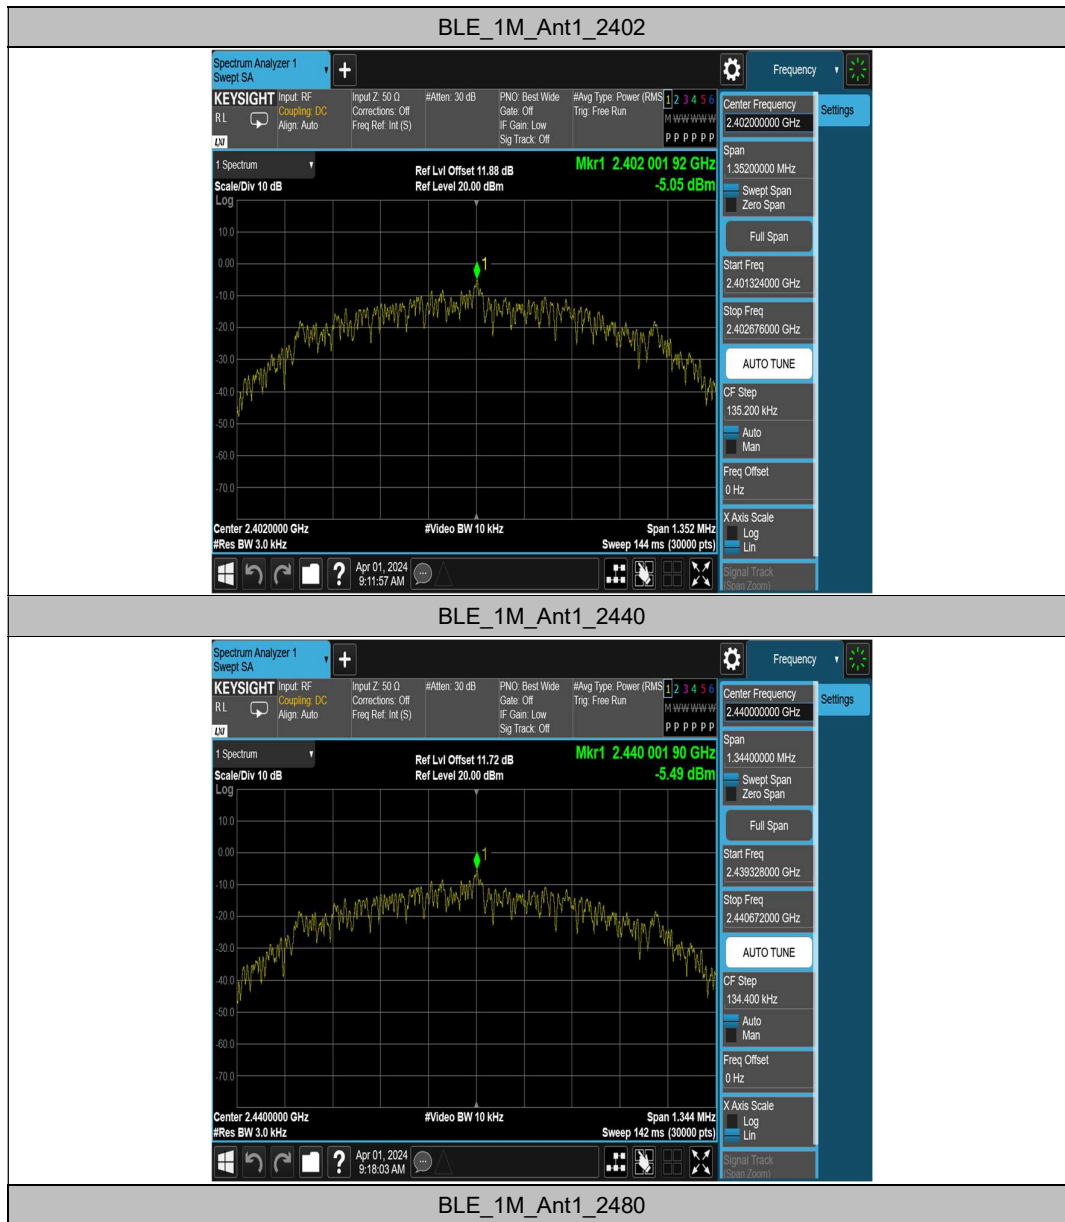 BLE_1M_Ant1_2402
Spectrum Analyzer 1
Swept SA
+
Frequency
KEYSIGHT
RL
LXI
Input: RF
Coupling: DC
Align: Auto
Input Z: 50 Ω
Corrections: Off
Freq Ref: Int (S)
#Atten: 30 dB
PNO: Best Wide
Gate: Off
IF Gain: Low
Sig Track: Off
#Avg Type: Power (RMS
Trig: Free Run
1 2 3 4 5 6
M W W W W W
P P P P P P
1 Spectrum
Scale/Div 10 dB
Log
Ref Lvl Offset 11.88 dB
Ref Level 20.00 dBm
Mkr1 2.402 001 92 GHz
-5.05 dBm
10.0
0.00
-10.0
-20.0
-30.0
-40.0
-50.0
-60.0
-70.0
1
Center 2.4020000 GHz
#Res BW 3.0 kHz
#Video BW 10 kHz
Span 1.352 MHz
Sweep 144 ms (30000 pts)
?
Apr 01, 2024
9:11:57 AM
Center Frequency
2.402000000 GHz
Settings
Span
1.35200000 MHz
Swept Span
Zero Span
Full Span
Start Freq
2.401324000 GHz
Stop Freq
2.402676000 GHz
AUTO TUNE
CF Step
135.200 kHz
Auto
Man
Freq Offset
0 Hz
X Axis Scale
Log
Lin
Signal Track
(Span Zoom)
BLE_1M_Ant1_2440
Spectrum Analyzer 1
Swept SA
+
Frequency
KEYSIGHT
RL
LXI
Input: RF
Coupling: DC
Align: Auto
Input Z: 50 Ω
Corrections: Off
Freq Ref: Int (S)
#Atten: 30 dB
PNO: Best Wide
Gate: Off
IF Gain: Low
Sig Track: Off
#Avg Type: Power (RMS
Trig: Free Run
1 2 3 4 5 6
M W W W W W
P P P P P P
1 Spectrum
Scale/Div 10 dB
Log
Ref Lvl Offset 11.72 dB
Ref Level 20.00 dBm
Mkr1 2.440 001 90 GHz
-5.49 dBm
10.0
0.00
-10.0
-20.0
-30.0
-40.0
-50.0
-60.0
-70.0
1
Center 2.4400000 GHz
#Res BW 3.0 kHz
#Video BW 10 kHz
Span 1.344 MHz
Sweep 142 ms (30000 pts)
?
Apr 01, 2024
9:18:03 AM
Center Frequency
2.440000000 GHz
Settings
Span
1.34400000 MHz
Swept Span
Zero Span
Full Span
Start Freq
2.439328000 GHz
Stop Freq
2.440672000 GHz
AUTO TUNE
CF Step
134.400 kHz
Auto
Man
Freq Offset
0 Hz
X Axis Scale
Log
Lin
Signal Track
(Span Zoom)
BLE_1M_Ant1_2480